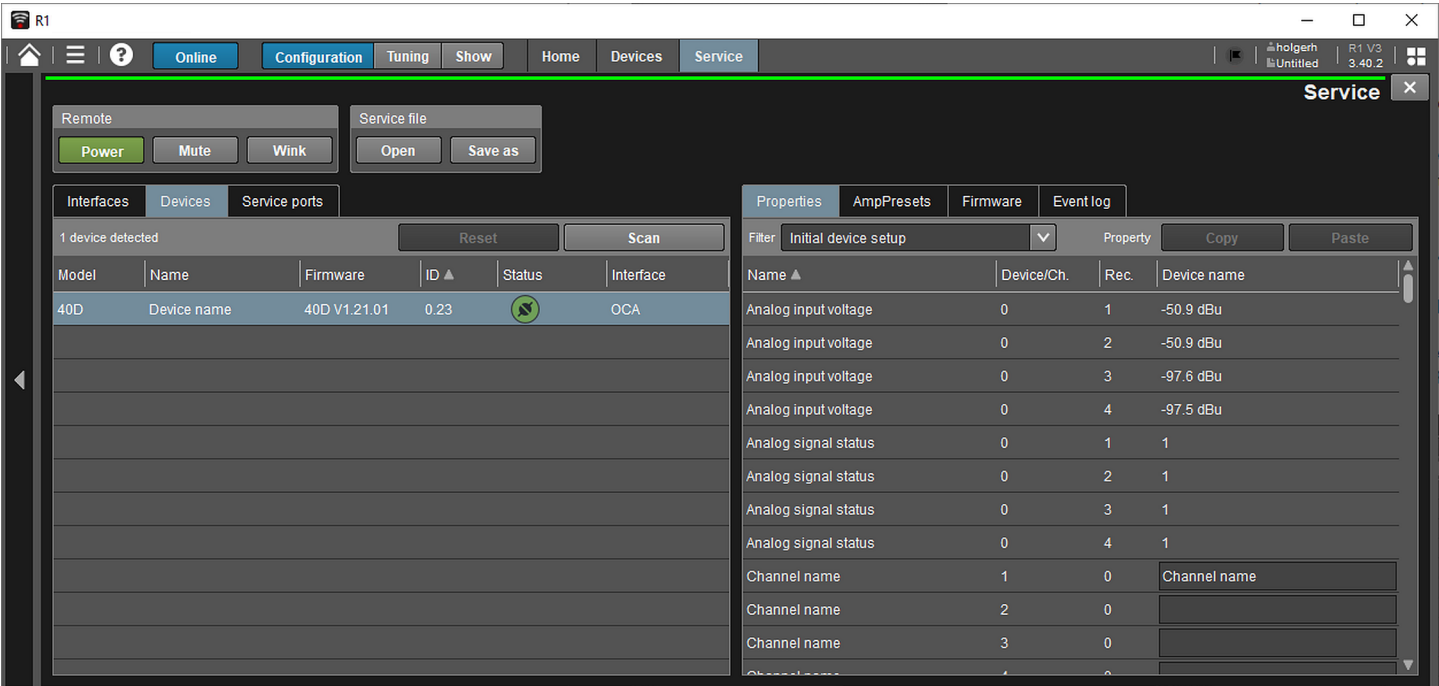 R1
? Online Configuration Tuning Show Home Devices Service holgerh Untitled R1 V3 3.40.2
Service
Remote
Power Mute Wink
Service file
Open Save as
Interfaces Devices Service ports
1 device detected Reset Scan
Model Name Firmware ID Status Interface
40D Device name 40D V1.21.01 0.23 OCA
Properties AmpPresets Firmware Event log
Filter Initial device setup Property Copy Paste
Name Device/Ch. Rec. Device name
Analog input voltage 0 1 -50.9 dBu
Analog input voltage 0 2 -50.9 dBu
Analog input voltage 0 3 -97.6 dBu
Analog input voltage 0 4 -97.5 dBu
Analog signal status 0 1 1
Analog signal status 0 2 1
Analog signal status 0 3 1
Analog signal status 0 4 1
Channel name 1 0 Channel name
Channel name 2 0
Channel name 3 0